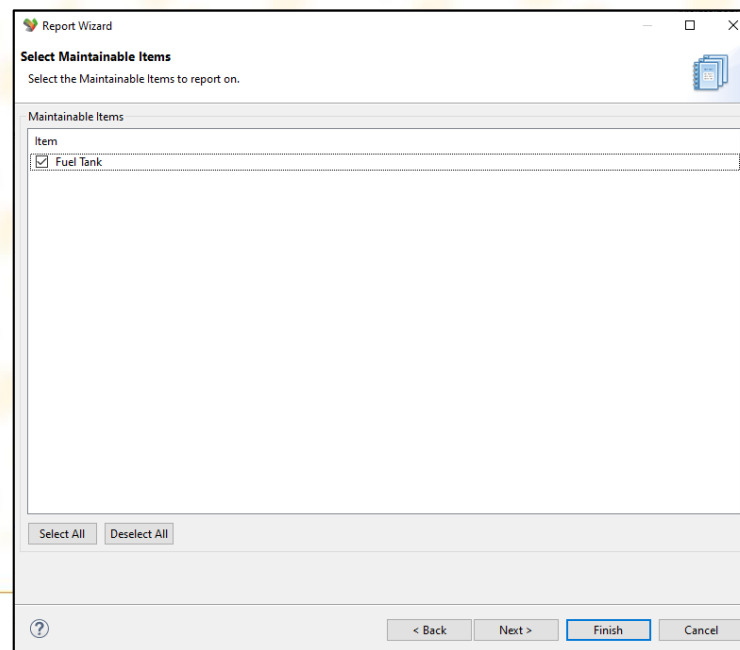 Report Wizard
Select Maintainable Items
Select the Maintainable Items to report on.
Maintainable Items
Item
Fuel Tank
Select All Deselect All
? < Back Next > Finish Cancel